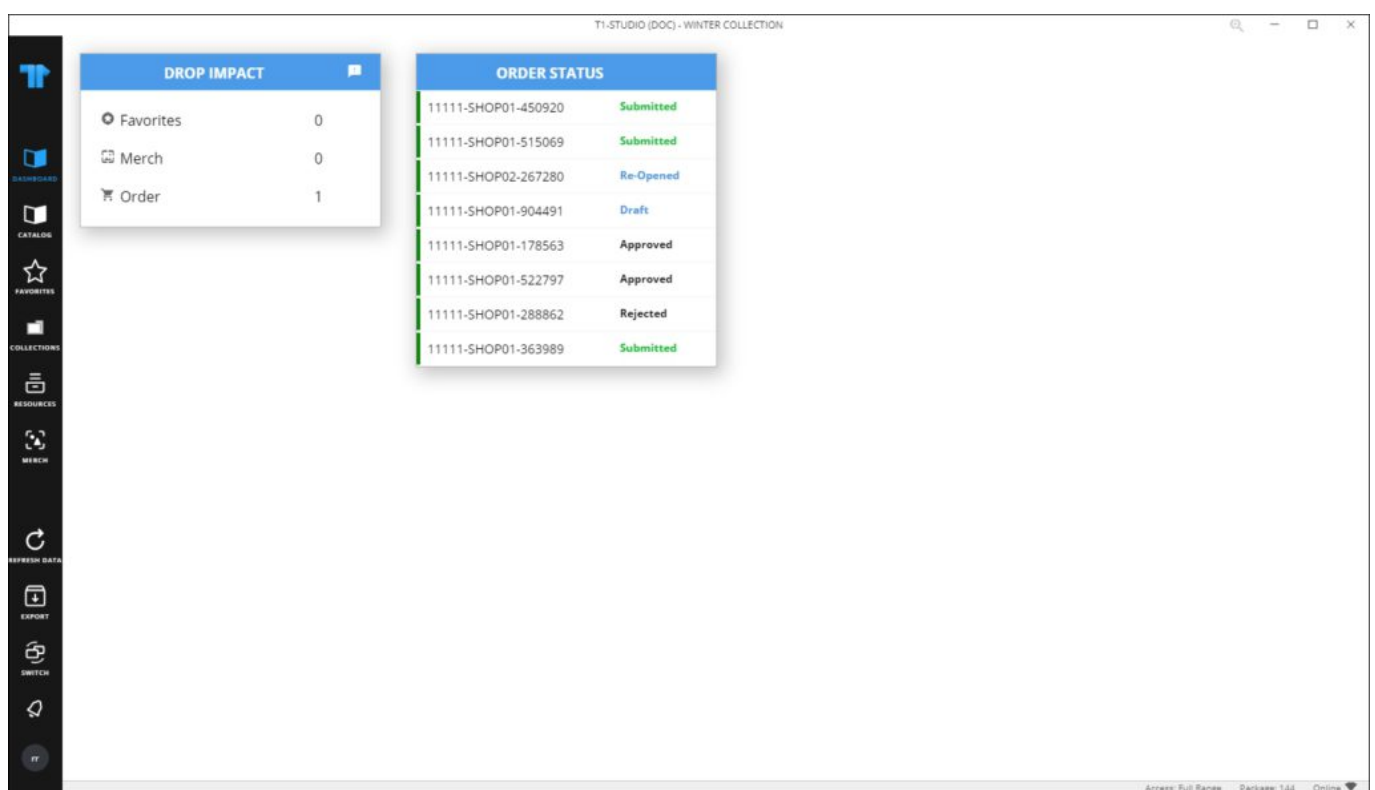 T1-STUDIO (DOC) - WINTER COLLECTION
DROP IMPACT
Favorites 0
Merch 0
Order 1
ORDER STATUS
11111-SHOP01-450920 Submitted
11111-SHOP01-515069 Submitted
11111-SHOP02-267280 Re-Opened
11111-SHOP01-904491 Draft
11111-SHOP01-178563 Approved
11111-SHOP01-522797 Approved
11111-SHOP01-288862 Rejected
11111-SHOP01-363989 Submitted
DASHBOARD
CATALOG
FAVORITES
COLLECTIONS
RESOURCES
MERCH
REFRESH DATA
EXPORT
SWITCH
rr
Access: Full Range Package: 144 Online